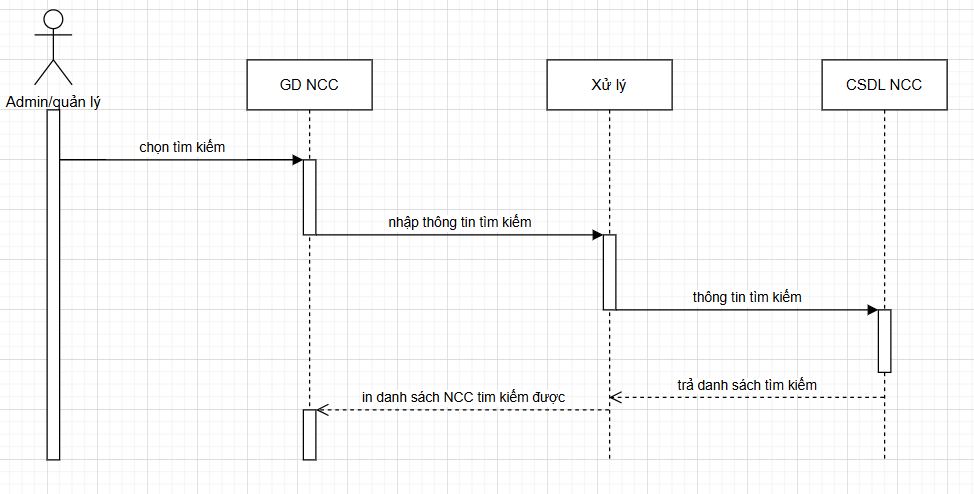 Admin/quản lý
GD NCC
Xử lý
CSDL NCC
chọn tìm kiếm
nhập thông tin tìm kiếm
thông tin tìm kiếm
trả danh sách tìm kiếm
in danh sách NCC tim kiếm được